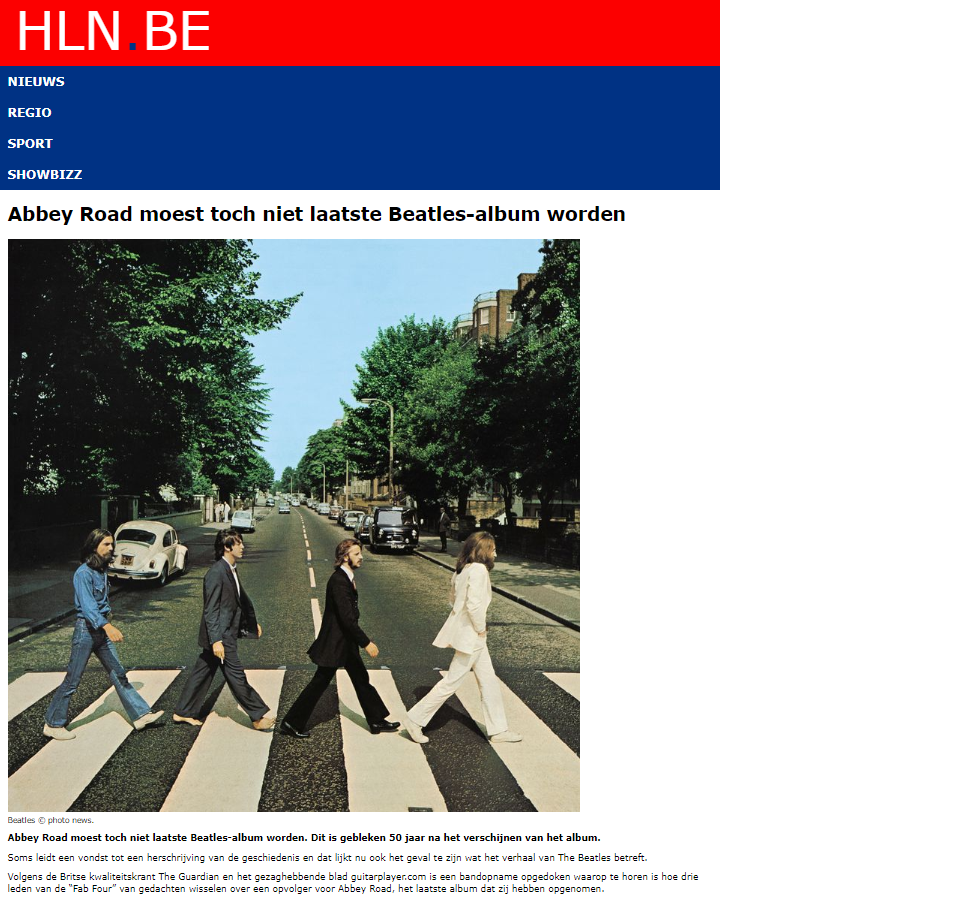 HLN.BE
NIEUWS
REGIO
SPORT
SHOWBIZZ
Abbey Road moest toch niet laatste Beatles-album worden
Beatles © photo news.
Abbey Road moest toch niet laatste Beatles-album worden. Dit is gebleken 50 jaar na het verschijnen van het album.
Soms leidt een vondst tot een herschrijving van de geschiedenis en dat lijkt nu ook het geval te zijn wat het verhaal van The Beatles betreft.
Volgens de Britse kwaliteitskrant The Guardian en het gezaghebbende blad guitarplayer.com is een bandopname opgedoken waarop te horen is hoe drie
leden van de "Fab Four” van gedachten wisselen over een opvolger voor Abbey Road, het laatste album dat zij hebben opgenomen.